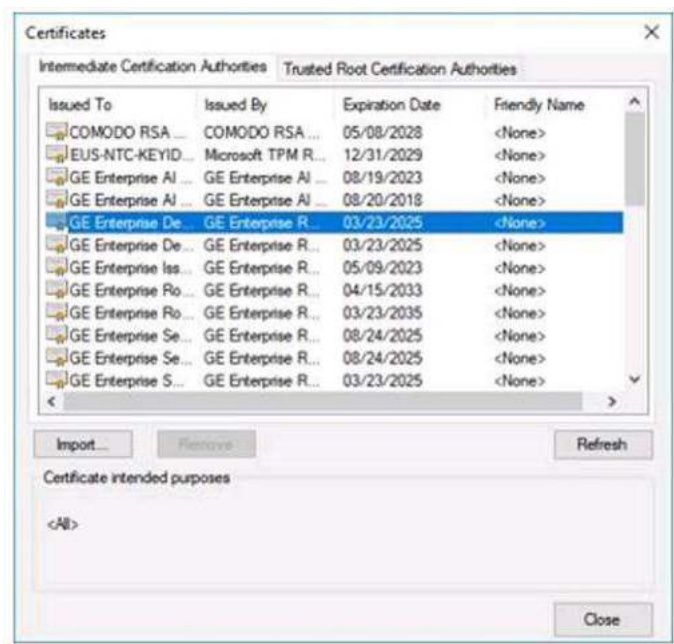 Certificates
Intermediate Certification Authorities Trusted Root Certification Authorities
Issued To Issued By Expiration Date Friendly Name
COMODO RSA ... COMODO RSA ... 05/08/2028 <None>
EUS-NTC-KEYID... Microsoft TPM R... 12/31/2029 <None>
GE Enterprise AI ... GE Enterprise AI ... 08/19/2023 <None>
GE Enterprise AI ... GE Enterprise AI ... 08/20/2018 <None>
GE Enterprise De... GE Enterprise R... 03/23/2025 <None>
GE Enterprise De... GE Enterprise R... 03/23/2025 <None>
GE Enterprise Iss... GE Enterprise R... 05/09/2023 <None>
GE Enterprise Ro... GE Enterprise R... 04/15/2033 <None>
GE Enterprise Ro... GE Enterprise R... 03/23/2035 <None>
GE Enterprise Se... GE Enterprise R... 08/24/2025 <None>
GE Enterprise Se... GE Enterprise R... 08/24/2025 <None>
GE Enterprise S... GE Enterprise R... 03/23/2025 <None>
Import... Remove Refresh
Certificate intended purposes
<All>
Close